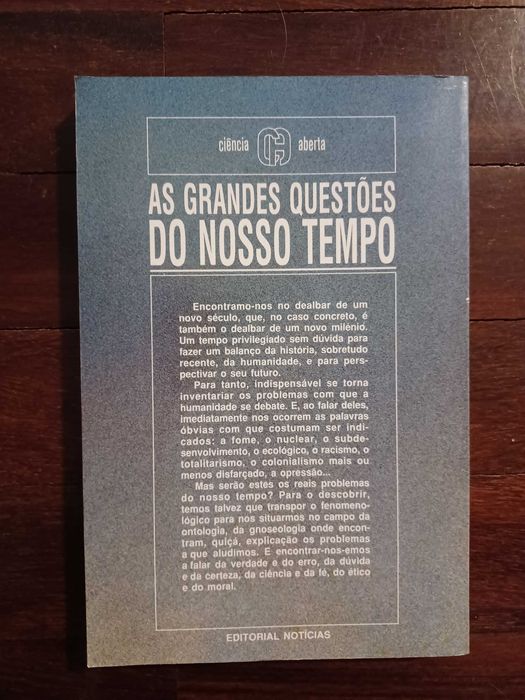 ciência aberta
AS GRANDES QUESTÕES
DO NOSSO TEMPO
Encontramo-nos no dealbar de um
novo século, que, no caso concreto, é
também o dealbar de um novo milénio.
Um tempo privilegiado sem dúvida para
fazer um balanço da história, sobretudo
recente, da humanidade, e para pers-
pectivar o seu futuro.
Para tanto, indispensável se torna
inventariar os problemas com que a
humanidade se debate. E, ao falar deles,
imediatamente nos ocorrem as palavras
óbvias com que costumam ser indi-
cados: a fome, o nuclear, o subde-
senvolvimento, o ecológico, o racismo, o
totalitarismo, o colonialismo mais ou
menos disfarçado, a opressão...
Mas serão estes os reais problemas
do nosso tempo? Para o descobrir,
temos talvez que transpor o fenomeno-
lógico para nos situarmos no campo da
ontologia, da gnoseologia onde encon-
tram, quiçá, explicação os problemas
a que aludimos. E encontrar-nos-emos
a falar da verdade e do erro, da dúvida
e da certeza, da ciência e da fé, do ético
e do moral.
EDITORIAL NOTÍCIAS